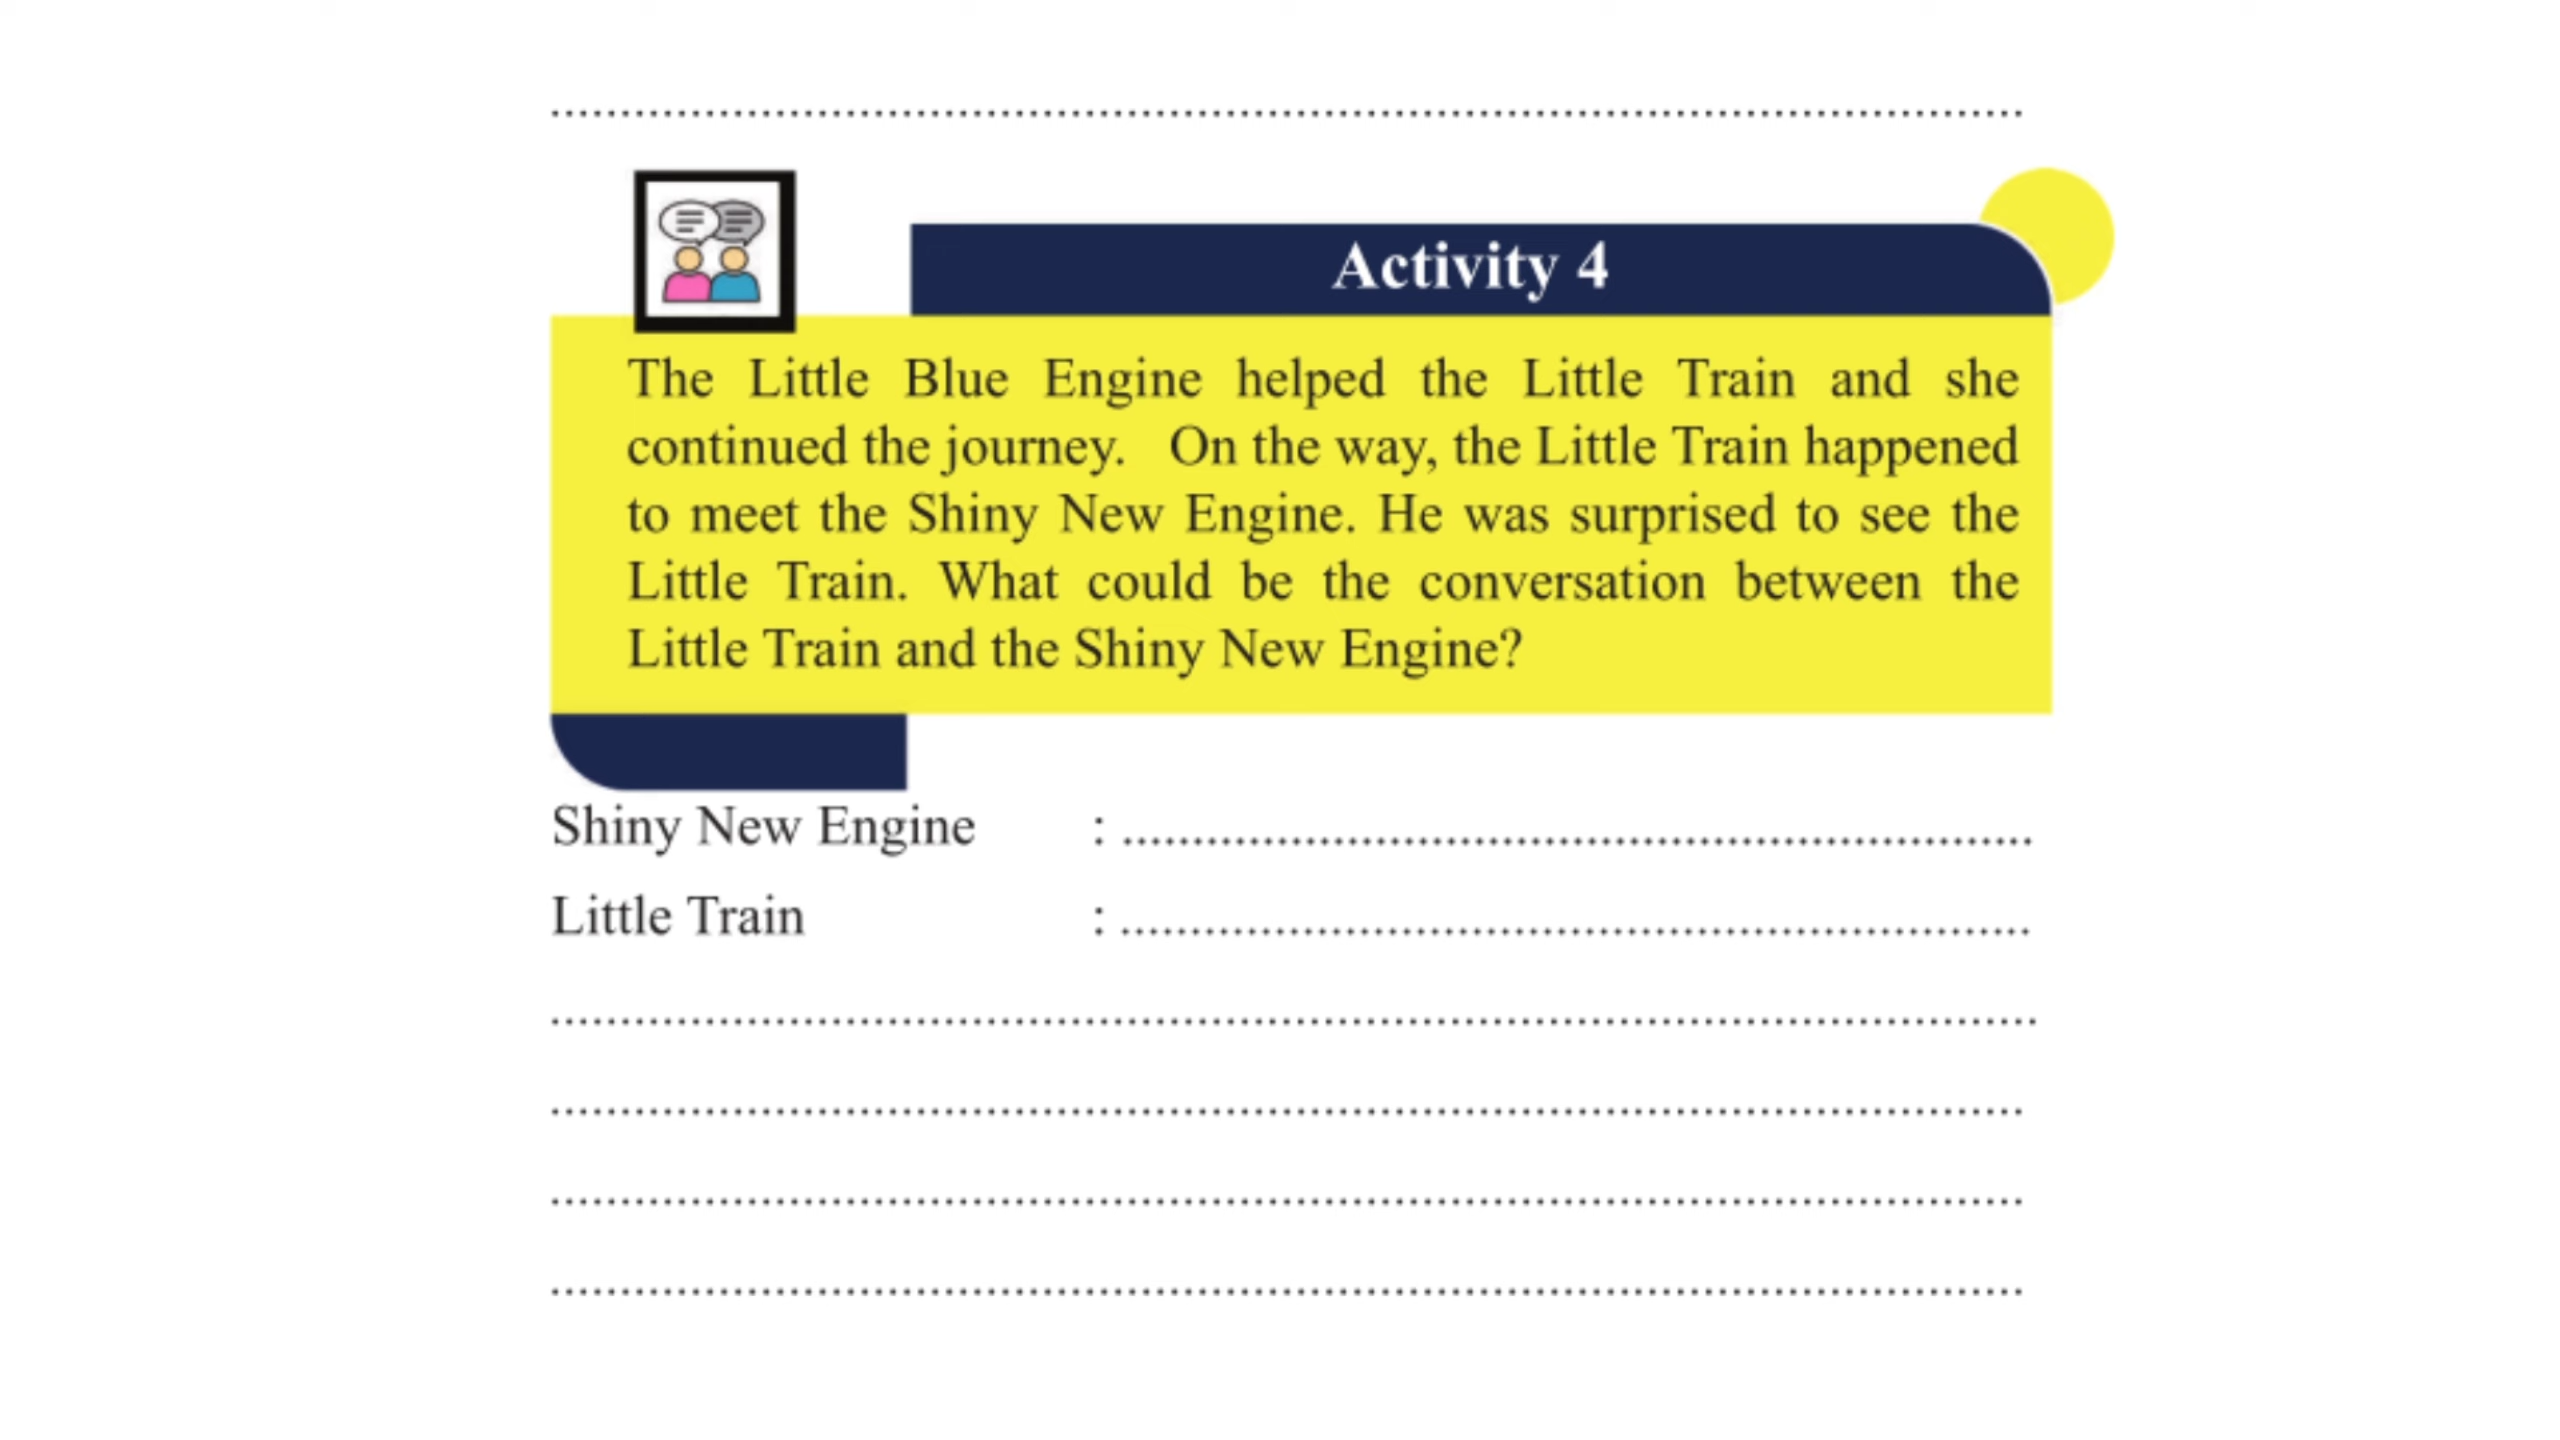 Activity 4
The Little Blue Engine helped the Little Train and she
continued the journey. On the way, the Little Train happened
to meet the Shiny New Engine. He was surprised to see the
Little Train. What could be the conversation between the
Little Train and the Shiny New Engine?
Shiny New Engine : ..................................................................
Little Train : ..................................................................